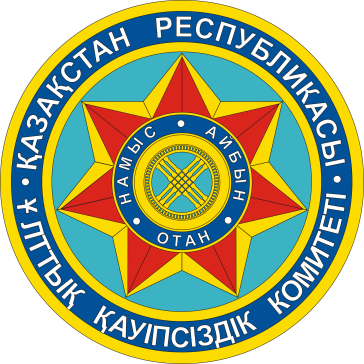 ҚАЗАҚСТАН РЕСПУБЛИКАСЫ
ҰЛТТЫҚ ҚАУІПСІЗДІК КОМИТЕТІ
НАМЫС • АЙБЫН • ОТАН